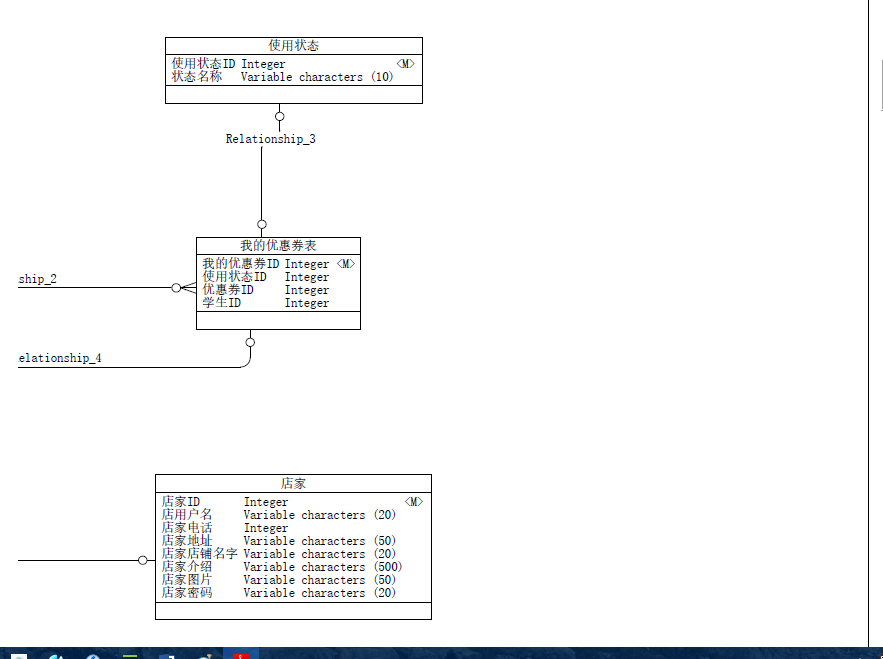 使用状态
使用状态ID Integer <M>
状态名称 Variable characters (10)
Relationship_3
我的优惠券表
我的优惠券ID Integer <M>
使用状态ID Integer
优惠券ID Integer
学生ID Integer
ship_2
elationship_4
店家
店家ID Integer <M>
店用户名 Variable characters (20)
店家电话 Integer
店家地址 Variable characters (50)
店家店铺名字 Variable characters (20)
店家介绍 Variable characters (500)
店家图片 Variable characters (50)
店家密码 Variable characters (20)